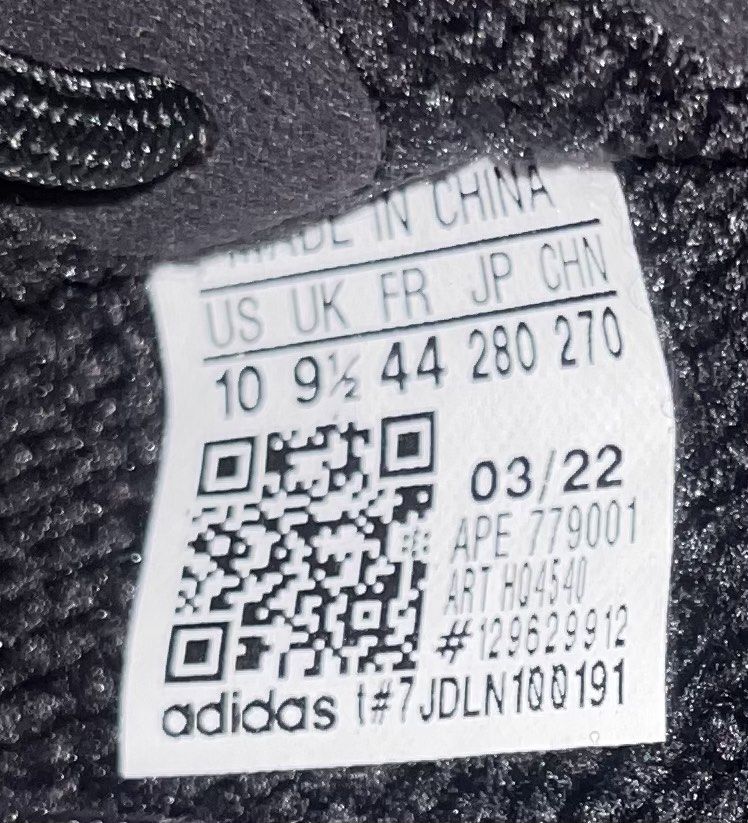 MADE IN CHINA
US UK FR JP CHN
10 9½ 44 280 270
03/22
APE 779001
ART HQ4540
#129629912
adidas t#7JDLN100191